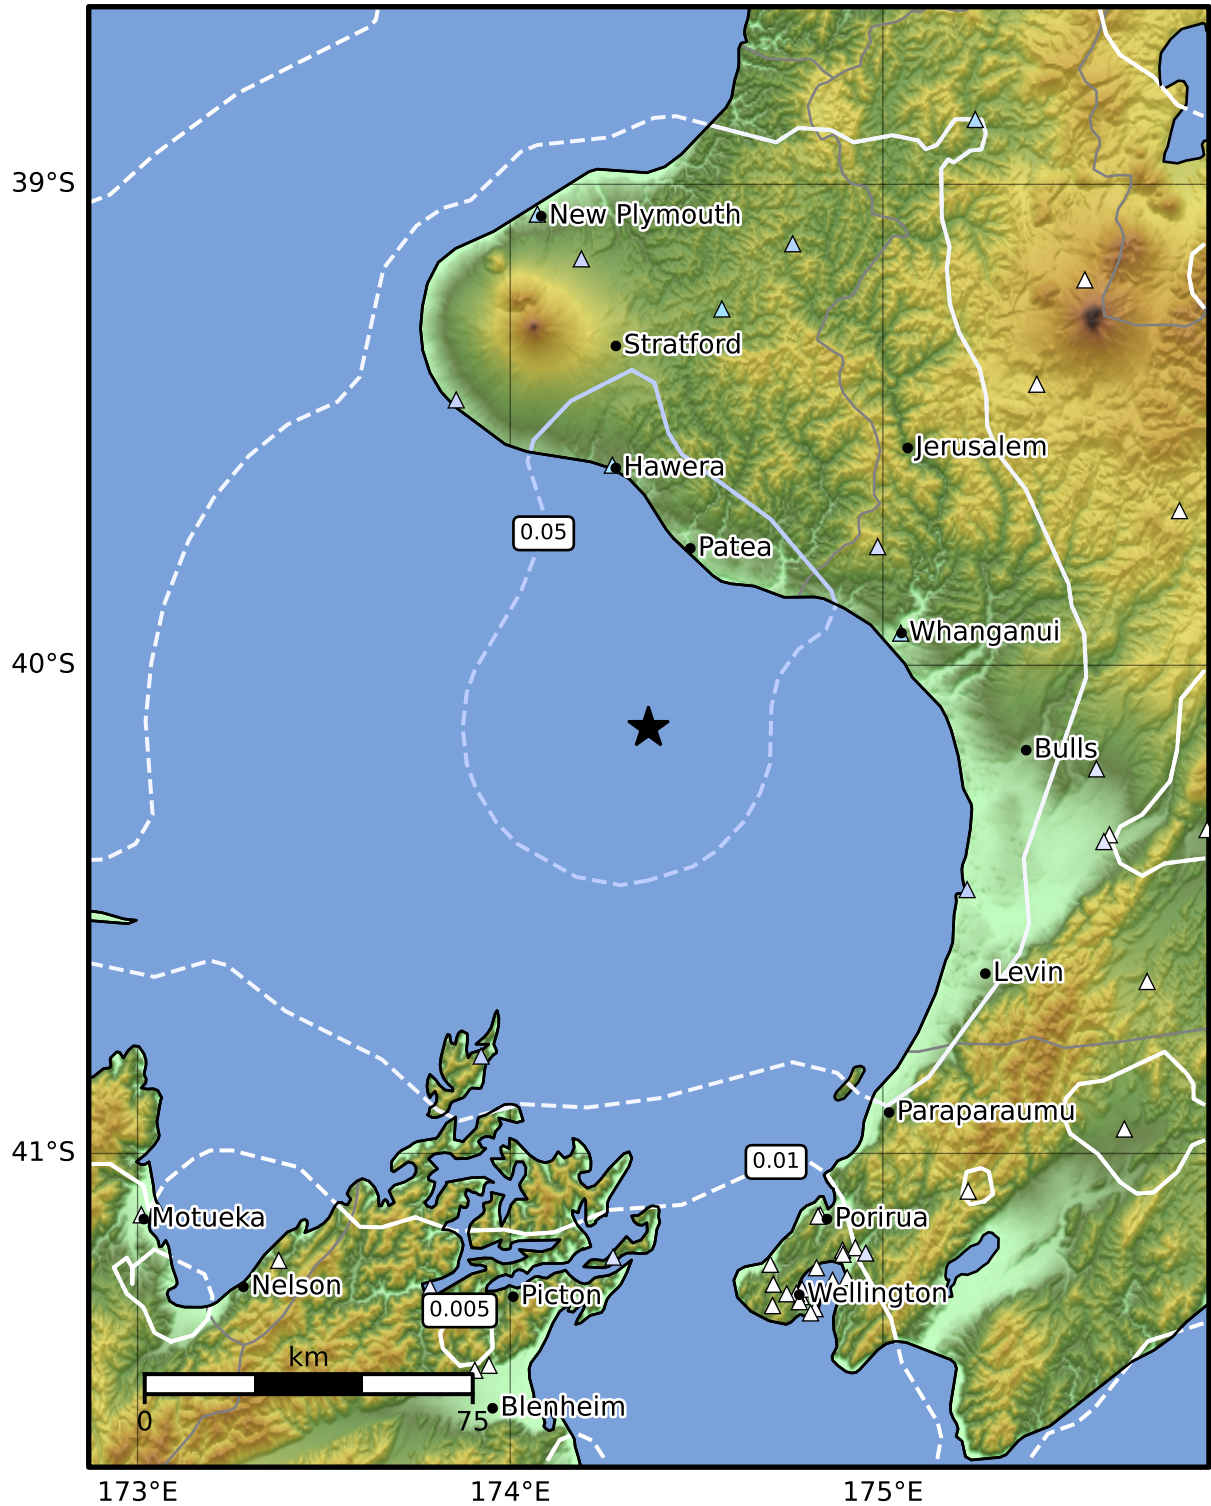 39°S
New Plymouth
Stratford
Jerusalem
Hawera
0.05
Patea
Whanganui
40°S
Bulls
Levin
Paraparaumu
41°S
0.01
Motueka
Porirua
Nelson
Picton
Wellington
0.005
km
Blenheim
0
75
173°E
174°E
175°E